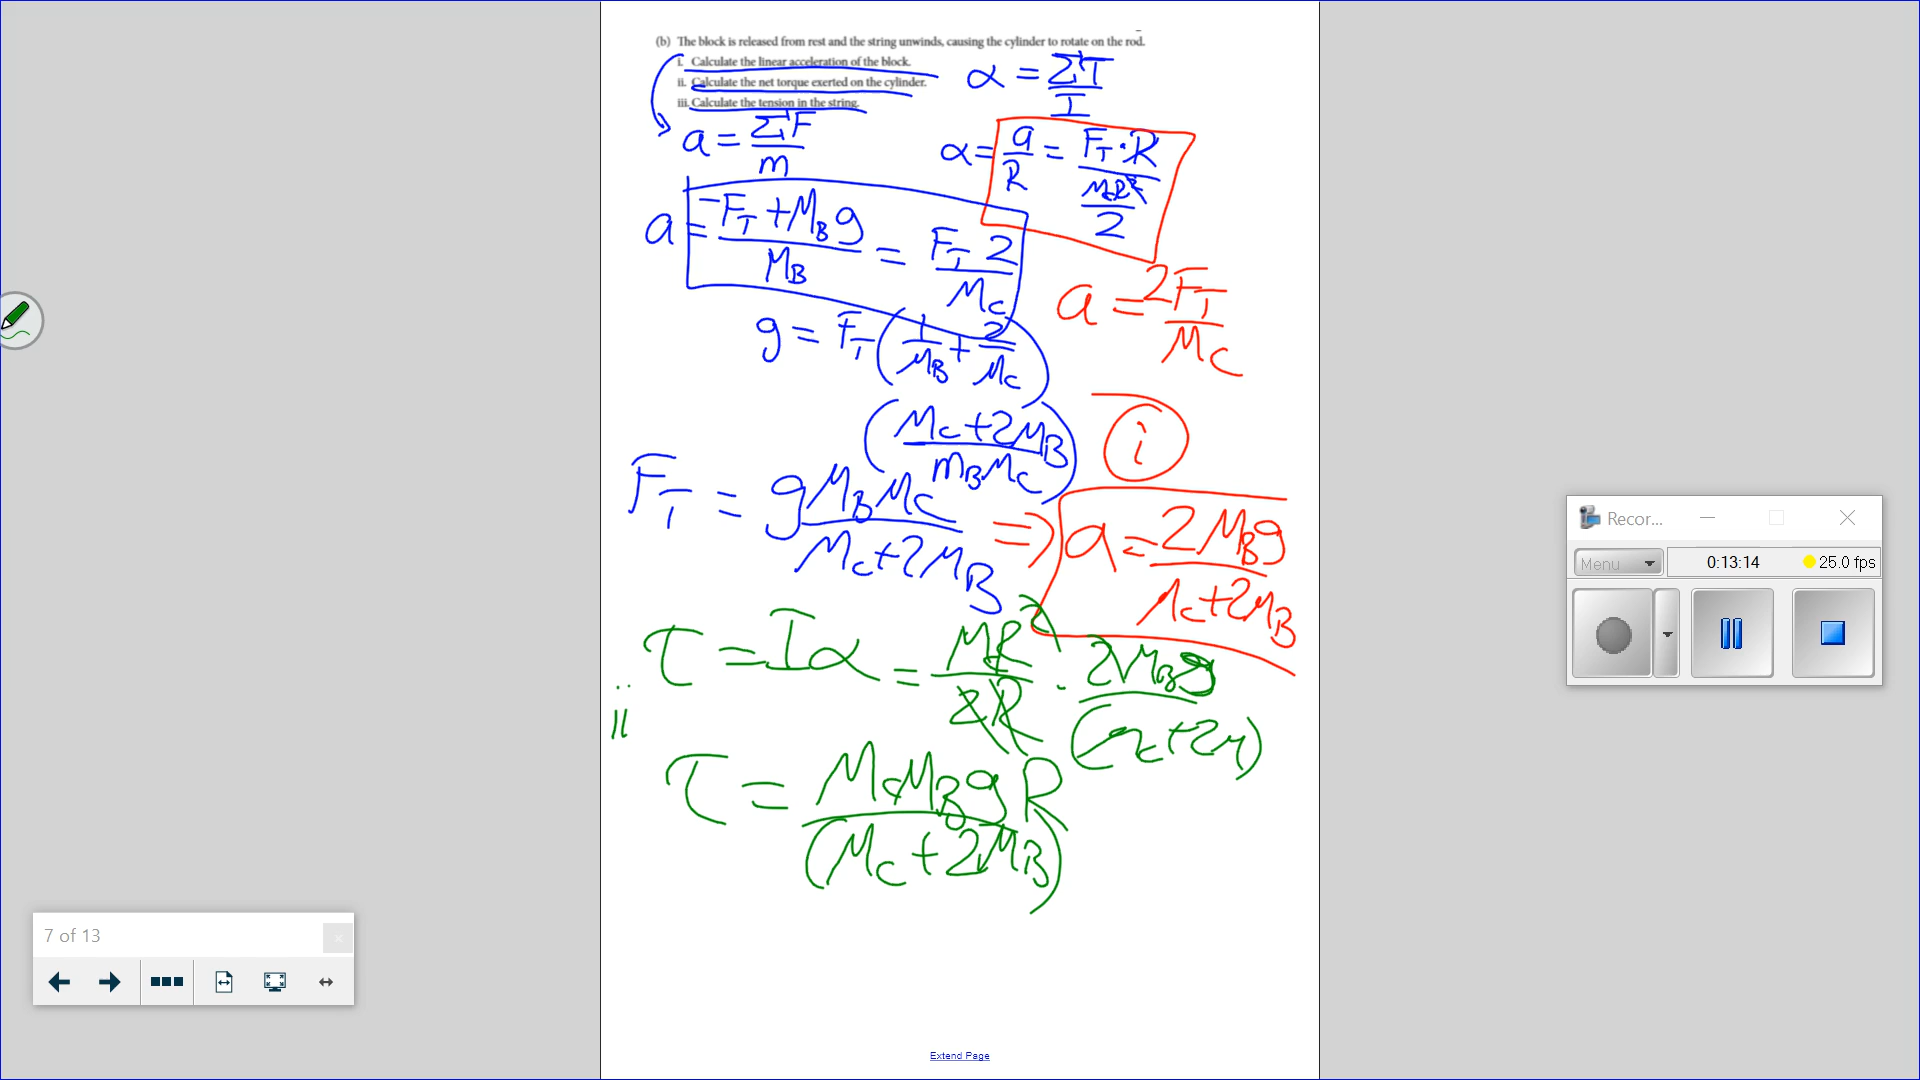 (b) The block is released from rest and the string unwinds, causing the cylinder to rotate on the rod.
i. Calculate the linear acceleration of the block.
ii. Calculate the net torque exerted on the cylinder.
iii. Calculate the tension in the string.
α = Στ / I
a = ΣF / m
α = a/R = F_T · R / (M_C R² / 2)
a = (-F_T + M_B g) / M_B = F_T 2 / M_C
a = 2F_T / M_C
g = F_T (1/M_B + 2/M_C)
((M_C + 2M_B) / (m_B M_C))
i
F_T = g M_B M_C / (M_C + 2M_B) ⇒ a = 2M_B g / (M_C + 2M_B)
ii
τ = Iα = MR² / 2R · 2M_B g / (m_C + 2M)
τ = M_C M_B g R / (M_C + 2M_B)
Recor...
Menu
0:13:14
25.0 fps
7 of 13
Extend Page